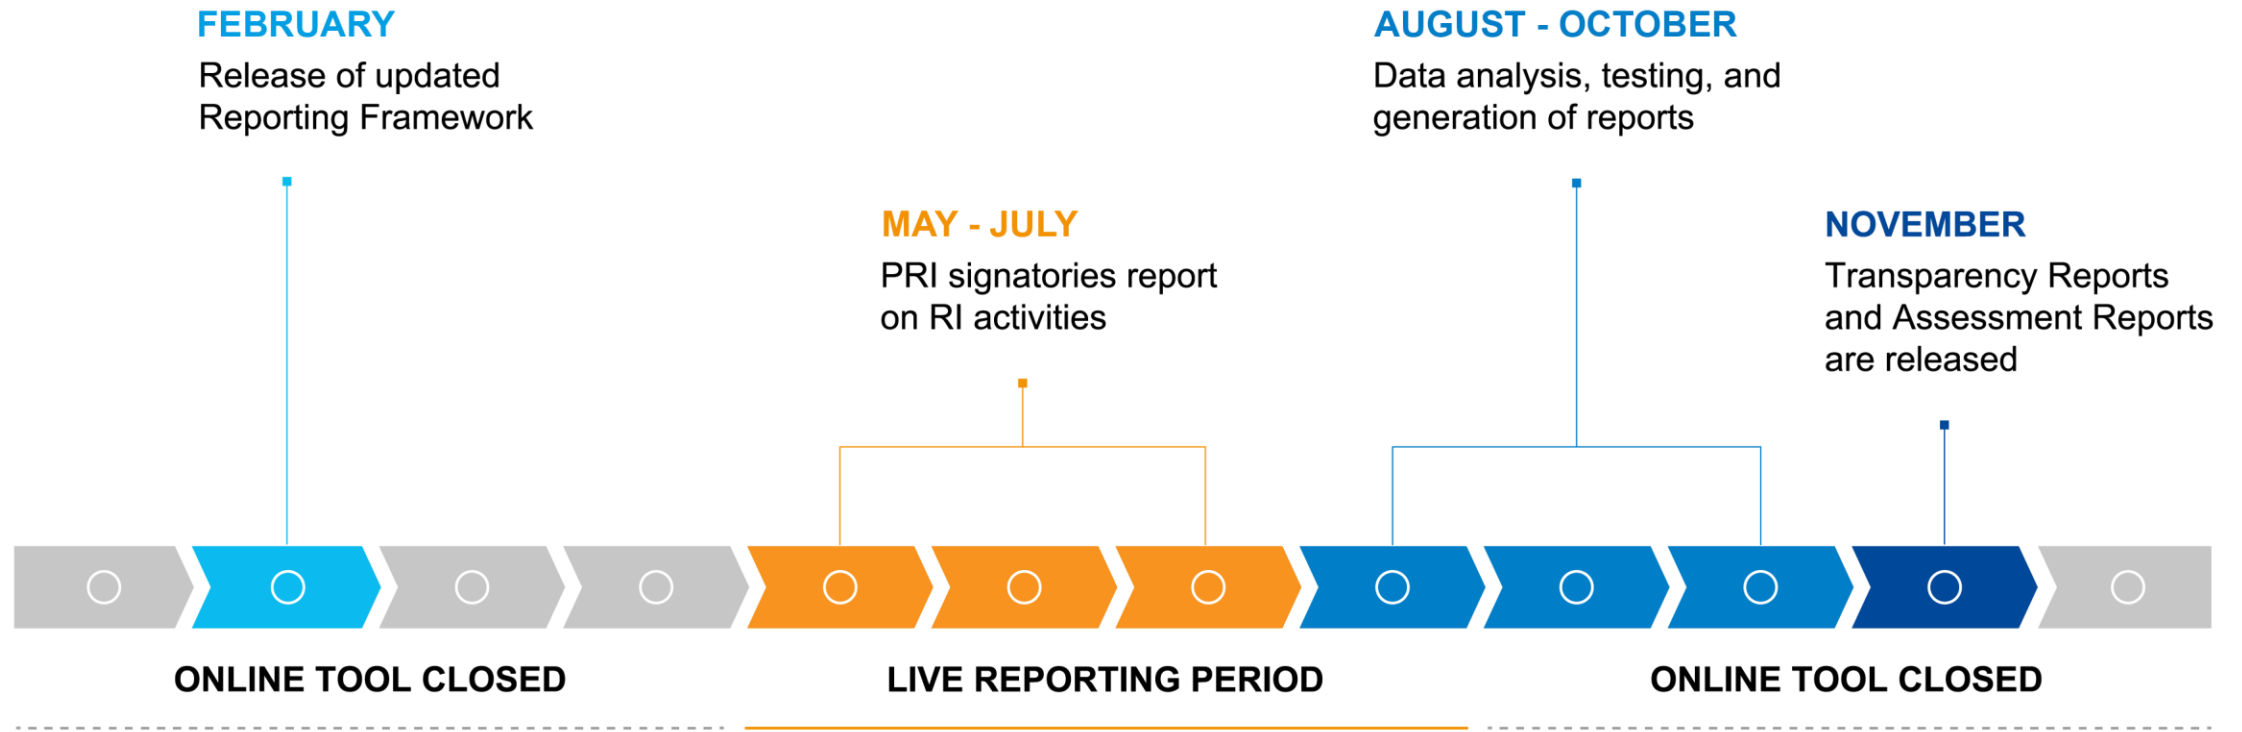 FEBRUARY
Release of updated
Reporting Framework
MAY - JULY
PRI signatories report
on RI activities
AUGUST - OCTOBER
Data analysis, testing, and
generation of reports
NOVEMBER
Transparency Reports
and Assessment Reports
are released
ONLINE TOOL CLOSED
LIVE REPORTING PERIOD
ONLINE TOOL CLOSED